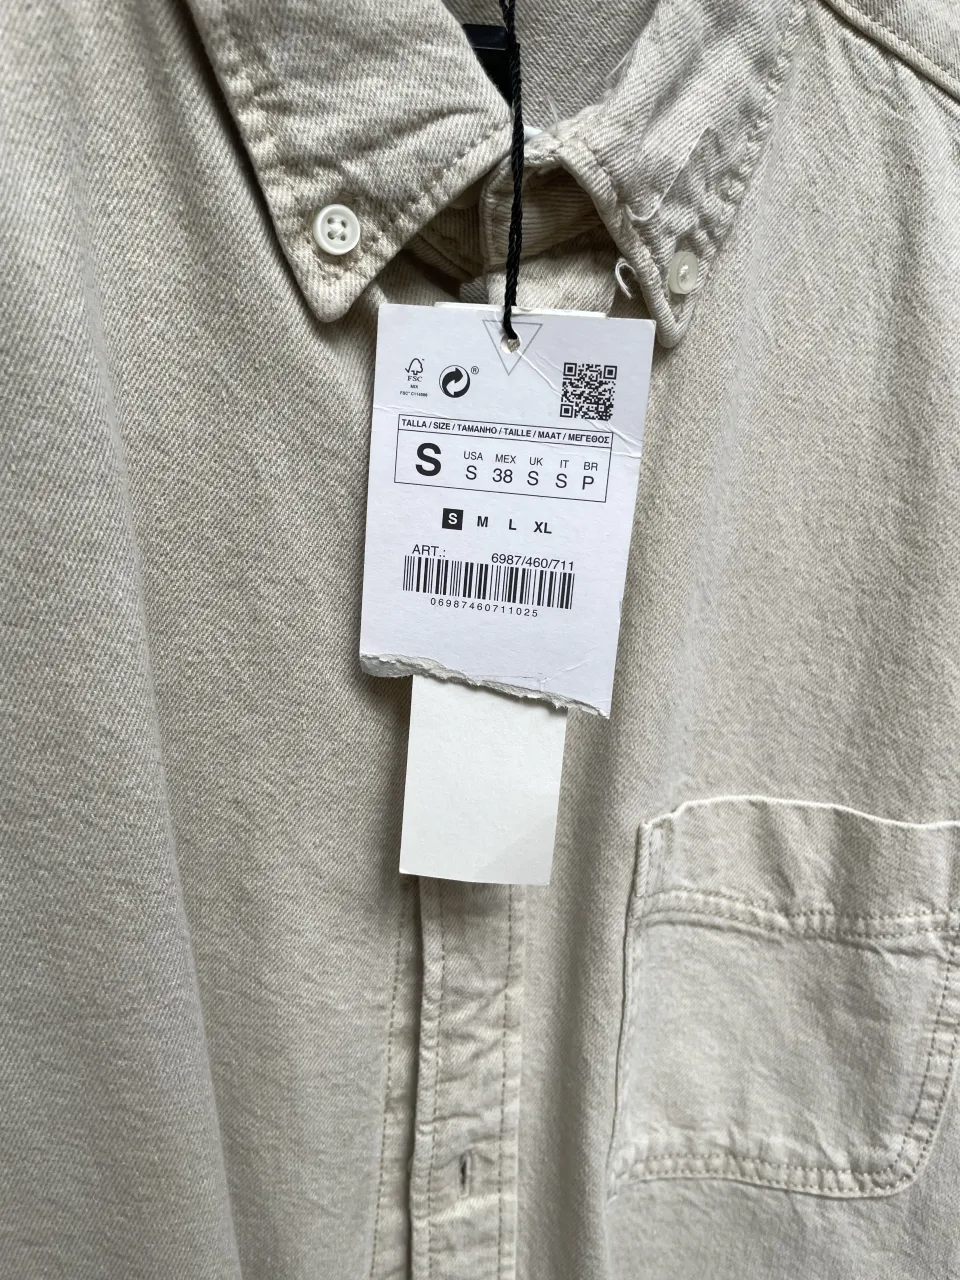 ®
FSC
MIX
TALLA / SIZE / TAMANHO / TAILLE / MAAT / ΜΕΓΕΘΟΣ
S USA S MEX 38 UK S IT S BR P
S M L XL
ART.: 6987/460/711
06987460711025